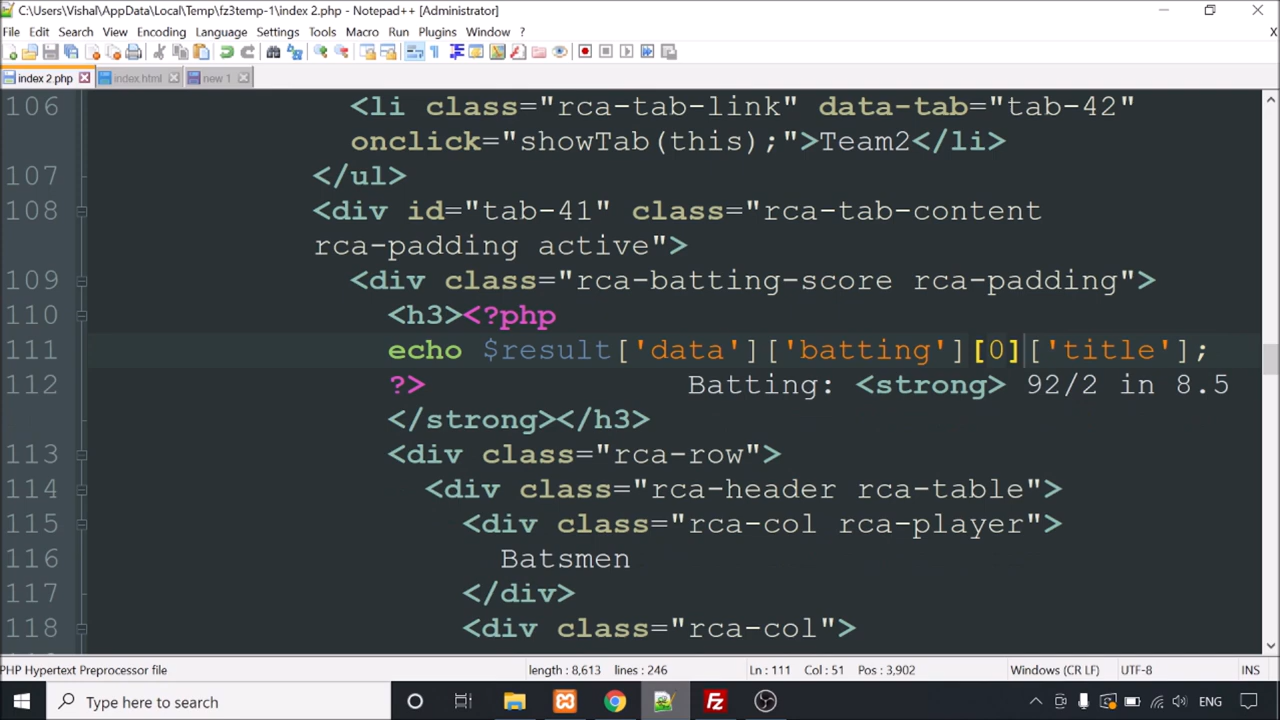 C:\Users\Vishal\AppData\Local\Temp\fz3temp-1\index 2.php - Notepad++ [Administrator]
File Edit Search View Encoding Language Settings Tools Macro Run Plugins Window ? X
index 2.php index.html new 1
106 <li class="rca-tab-link" data-tab="tab-42"
onclick="showTab(this);">Team2</li>
107 </ul>
108 <div id="tab-41" class="rca-tab-content
rca-padding active">
109 <div class="rca-batting-score rca-padding">
110 <h3><?php
111 echo $result['data']['batting'][0]['title'];
112 ?> Batting: <strong> 92/2 in 8.5
</strong></h3>
113 <div class="rca-row">
114 <div class="rca-header rca-table">
115 <div class="rca-col rca-player">
116 Batsmen
117 </div>
118 <div class="rca-col">
PHP Hypertext Preprocessor file length : 8,613 lines : 246 Ln : 111 Col : 51 Pos : 3,902 Windows (CR LF) UTF-8 INS
Type here to search ENG